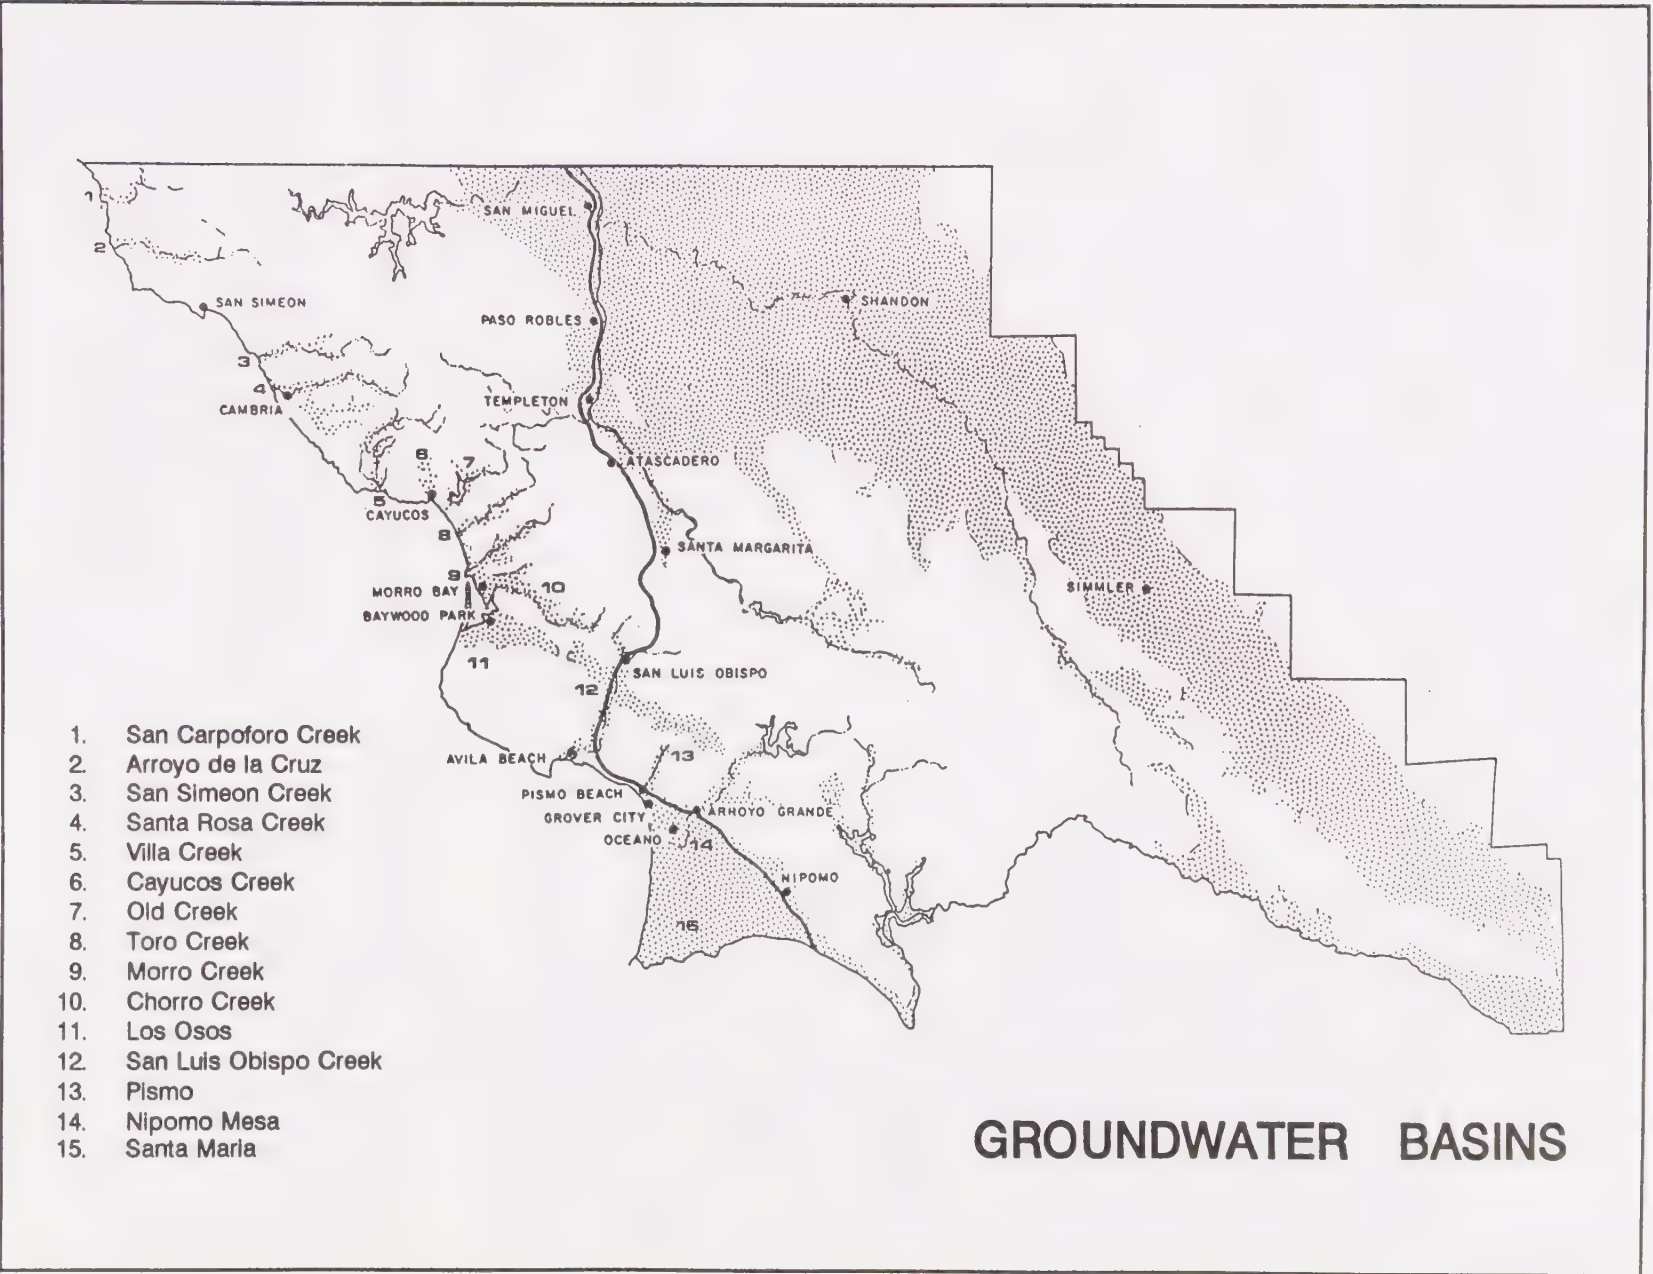 1
SAN MIGUEL
2
SAN SIMEON
SHANDON
PASO ROBLES
3
4
CAMBRIA
TEMPLETON
6
7
ATASCADERO
5
CAYUCOS
8
SANTA MARGARITA
9
MORRO BAY
10
SIMMLER
BAYWOOD PARK
11
SAN LUIS OBISPO
12
13
AVILA BEACH
PISMO BEACH
GROVER CITY
ARROYO GRANDE
OCEANO
14
NIPOMO
15
1. San Carpoforo Creek
2. Arroyo de la Cruz
3. San Simeon Creek
4. Santa Rosa Creek
5. Villa Creek
6. Cayucos Creek
7. Old Creek
8. Toro Creek
9. Morro Creek
10. Chorro Creek
11. Los Osos
12. San Luis Obispo Creek
13. Pismo
14. Nipomo Mesa
15. Santa Maria
GROUNDWATER BASINS